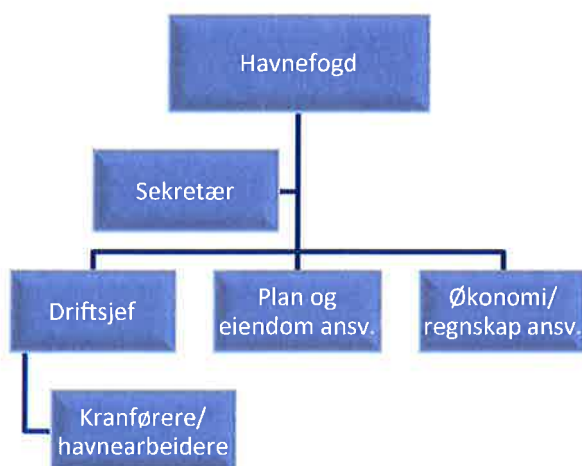 Havnefogd
Sekretær
Driftsjef
Plan og
eiendom ansv.
Økonomi/
regnskap ansv.
Kranførere/
havnearbeidere